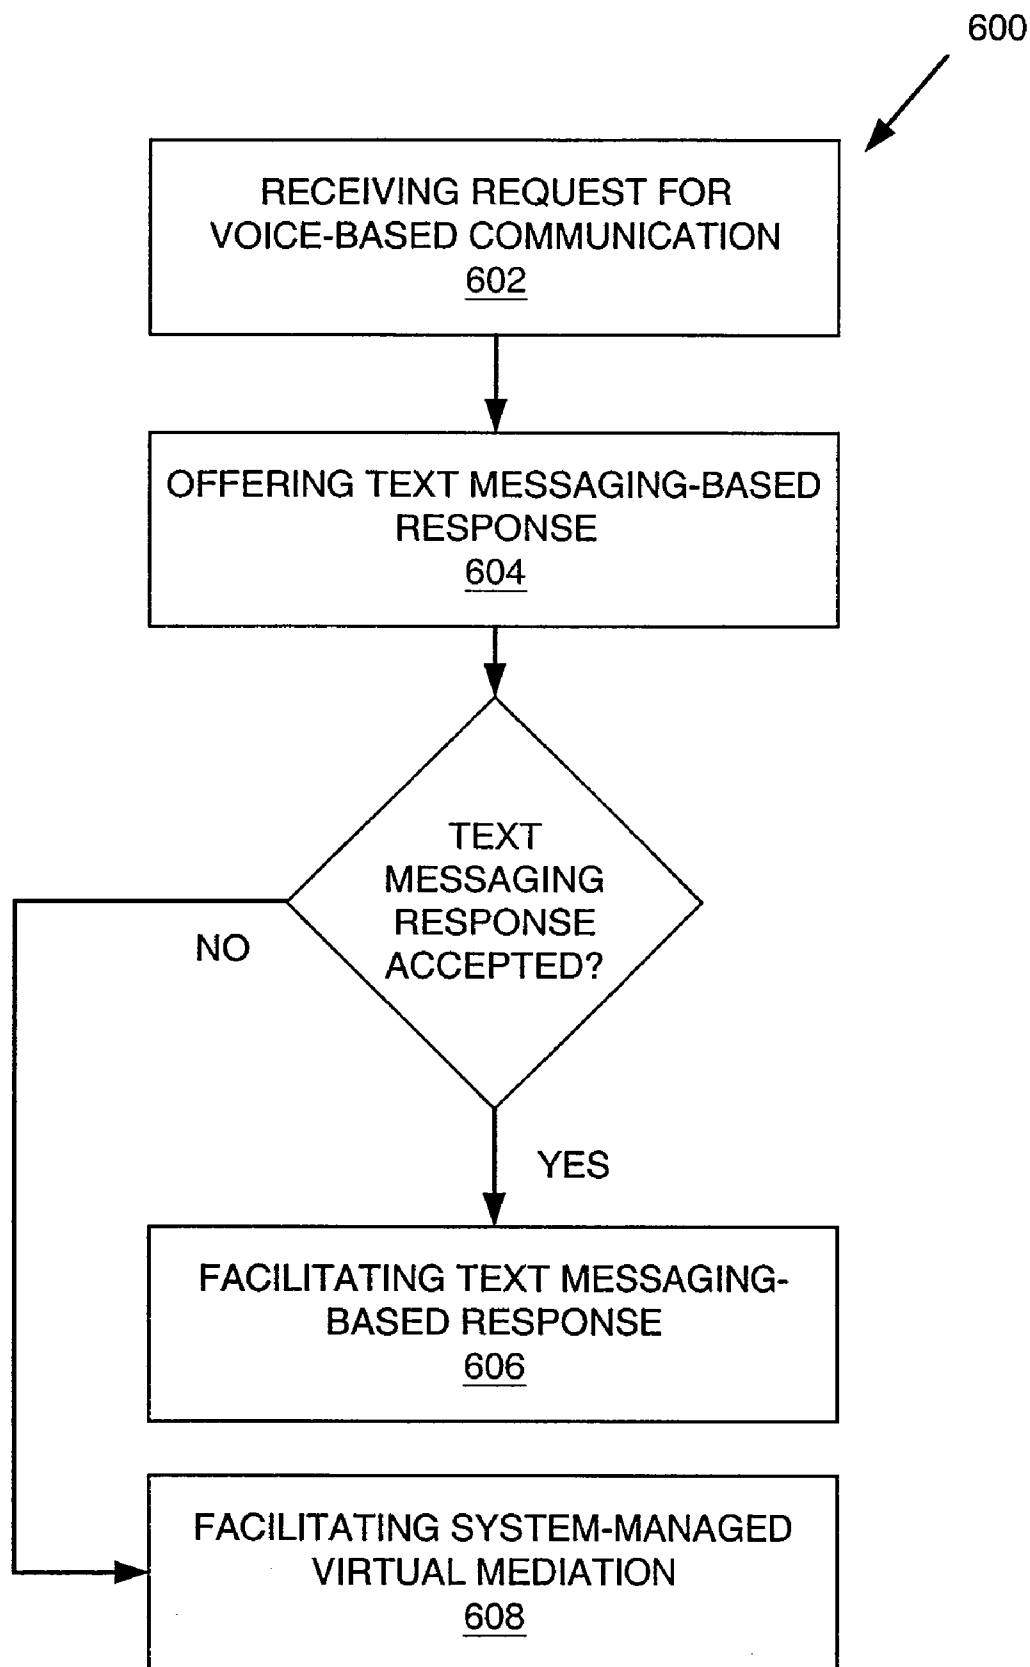 600
RECEIVING REQUEST FOR
VOICE-BASED COMMUNICATION
602
OFFERING TEXT MESSAGING-BASED
RESPONSE
604
TEXT
MESSAGING
RESPONSE
ACCEPTED?
NO
YES
FACILITATING TEXT MESSAGING-
BASED RESPONSE
606
FACILITATING SYSTEM-MANAGED
VIRTUAL MEDIATION
608